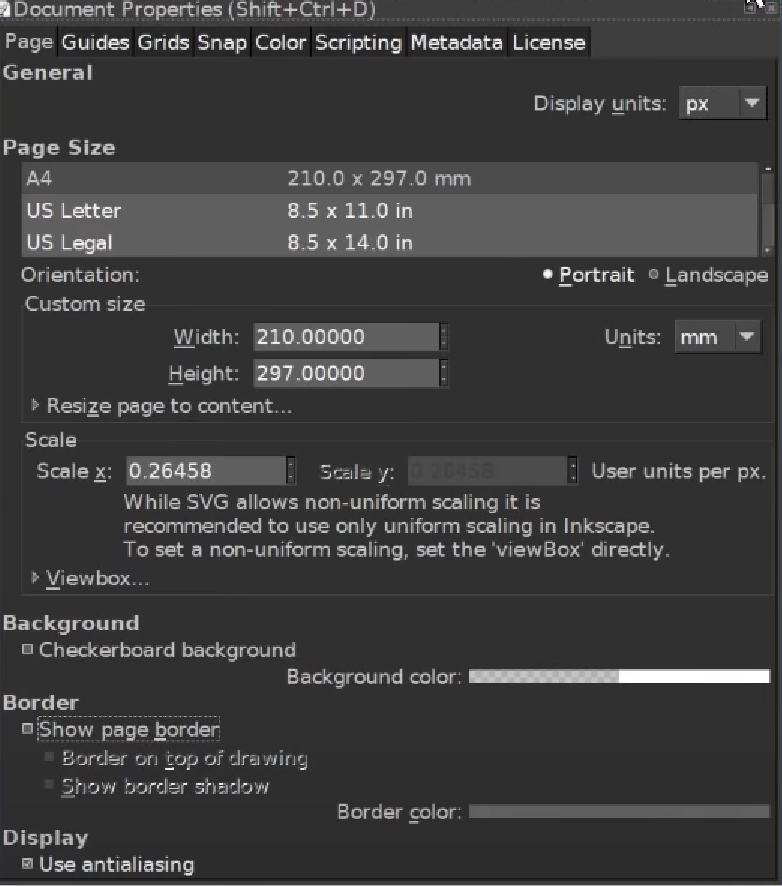 Document Properties (Shift+Ctrl+D)
Page Guides Grids Snap Color Scripting Metadata License
General
Display units: px
Page Size
A4 210.0 x 297.0 mm
US Letter 8.5 x 11.0 in
US Legal 8.5 x 14.0 in
Orientation: Portrait Landscape
Custom size
Width: 210.00000 Units: mm
Height: 297.00000
Resize page to content...
Scale
Scale x: 0.26458 Scale y: 0.26458 User units per px.
While SVG allows non-uniform scaling it is
recommended to use only uniform scaling in Inkscape.
To set a non-uniform scaling, set the 'viewBox' directly.
Viewbox...
Background
Checkerboard background
Background color:
Border
Show page border
Border on top of drawing
Show border shadow
Border color:
Display
Use antialiasing